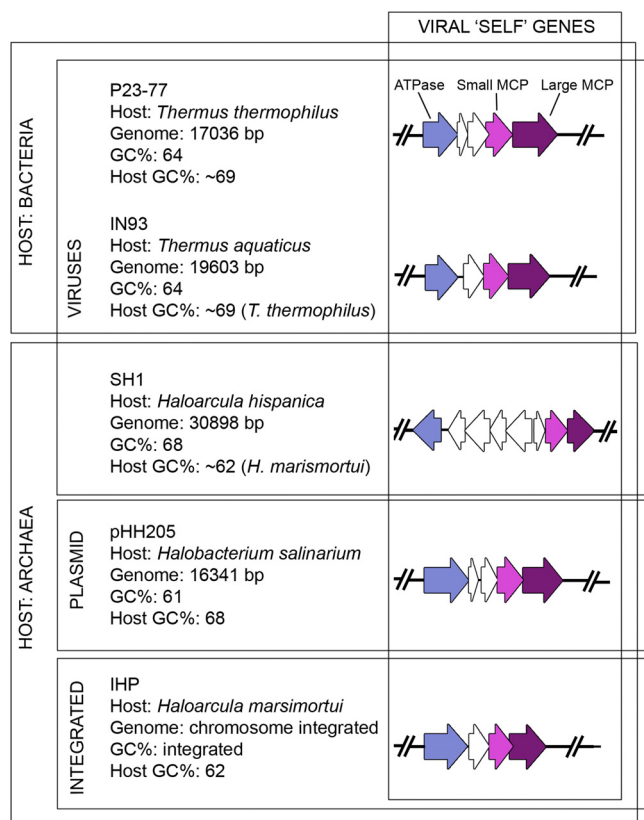 VIRAL 'SELF' GENES
HOST: BACTERIA
VIRUSES
P23-77
Host: Thermus thermophilus
Genome: 17036 bp
GC%: 64
Host GC%: ~69
ATPase
Small MCP
Large MCP
IN93
Host: Thermus aquaticus
Genome: 19603 bp
GC%: 64
Host GC%: ~69 (T. thermophilus)
HOST: ARCHAEA
SH1
Host: Haloarcula hispanica
Genome: 30898 bp
GC%: 68
Host GC%: ~62 (H. marismortui)
PLASMID
pHH205
Host: Halobacterium salinarium
Genome: 16341 bp
GC%: 61
Host GC%: 68
INTEGRATED
IHP
Host: Haloarcula marsimortui
Genome: chromosome integrated
GC%: integrated
Host GC%: 62